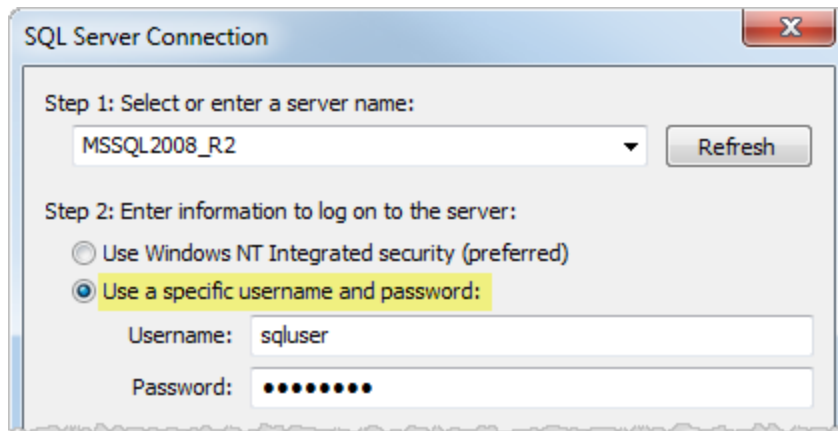 SQL Server Connection
Step 1: Select or enter a server name:
MSSQL2008_R2
Refresh
Step 2: Enter information to log on to the server:
Use Windows NT Integrated security (preferred)
Use a specific username and password:
Username: sqluser
Password: ●●●●●●●●